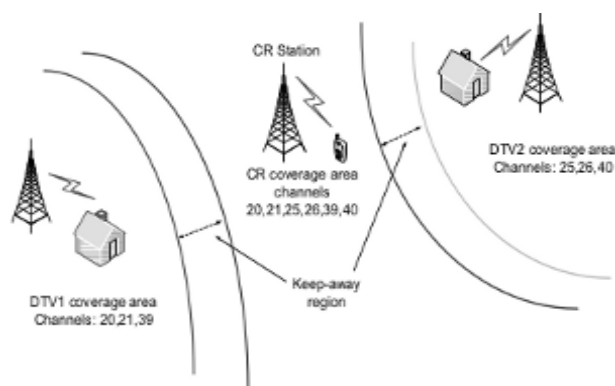 CR Station
CR coverage area
channels
20,21,25,26,39,40
DTV2 coverage area
Channels: 25,26,40
Keep-away
region
DTV1 coverage area
Channels: 20,21,39